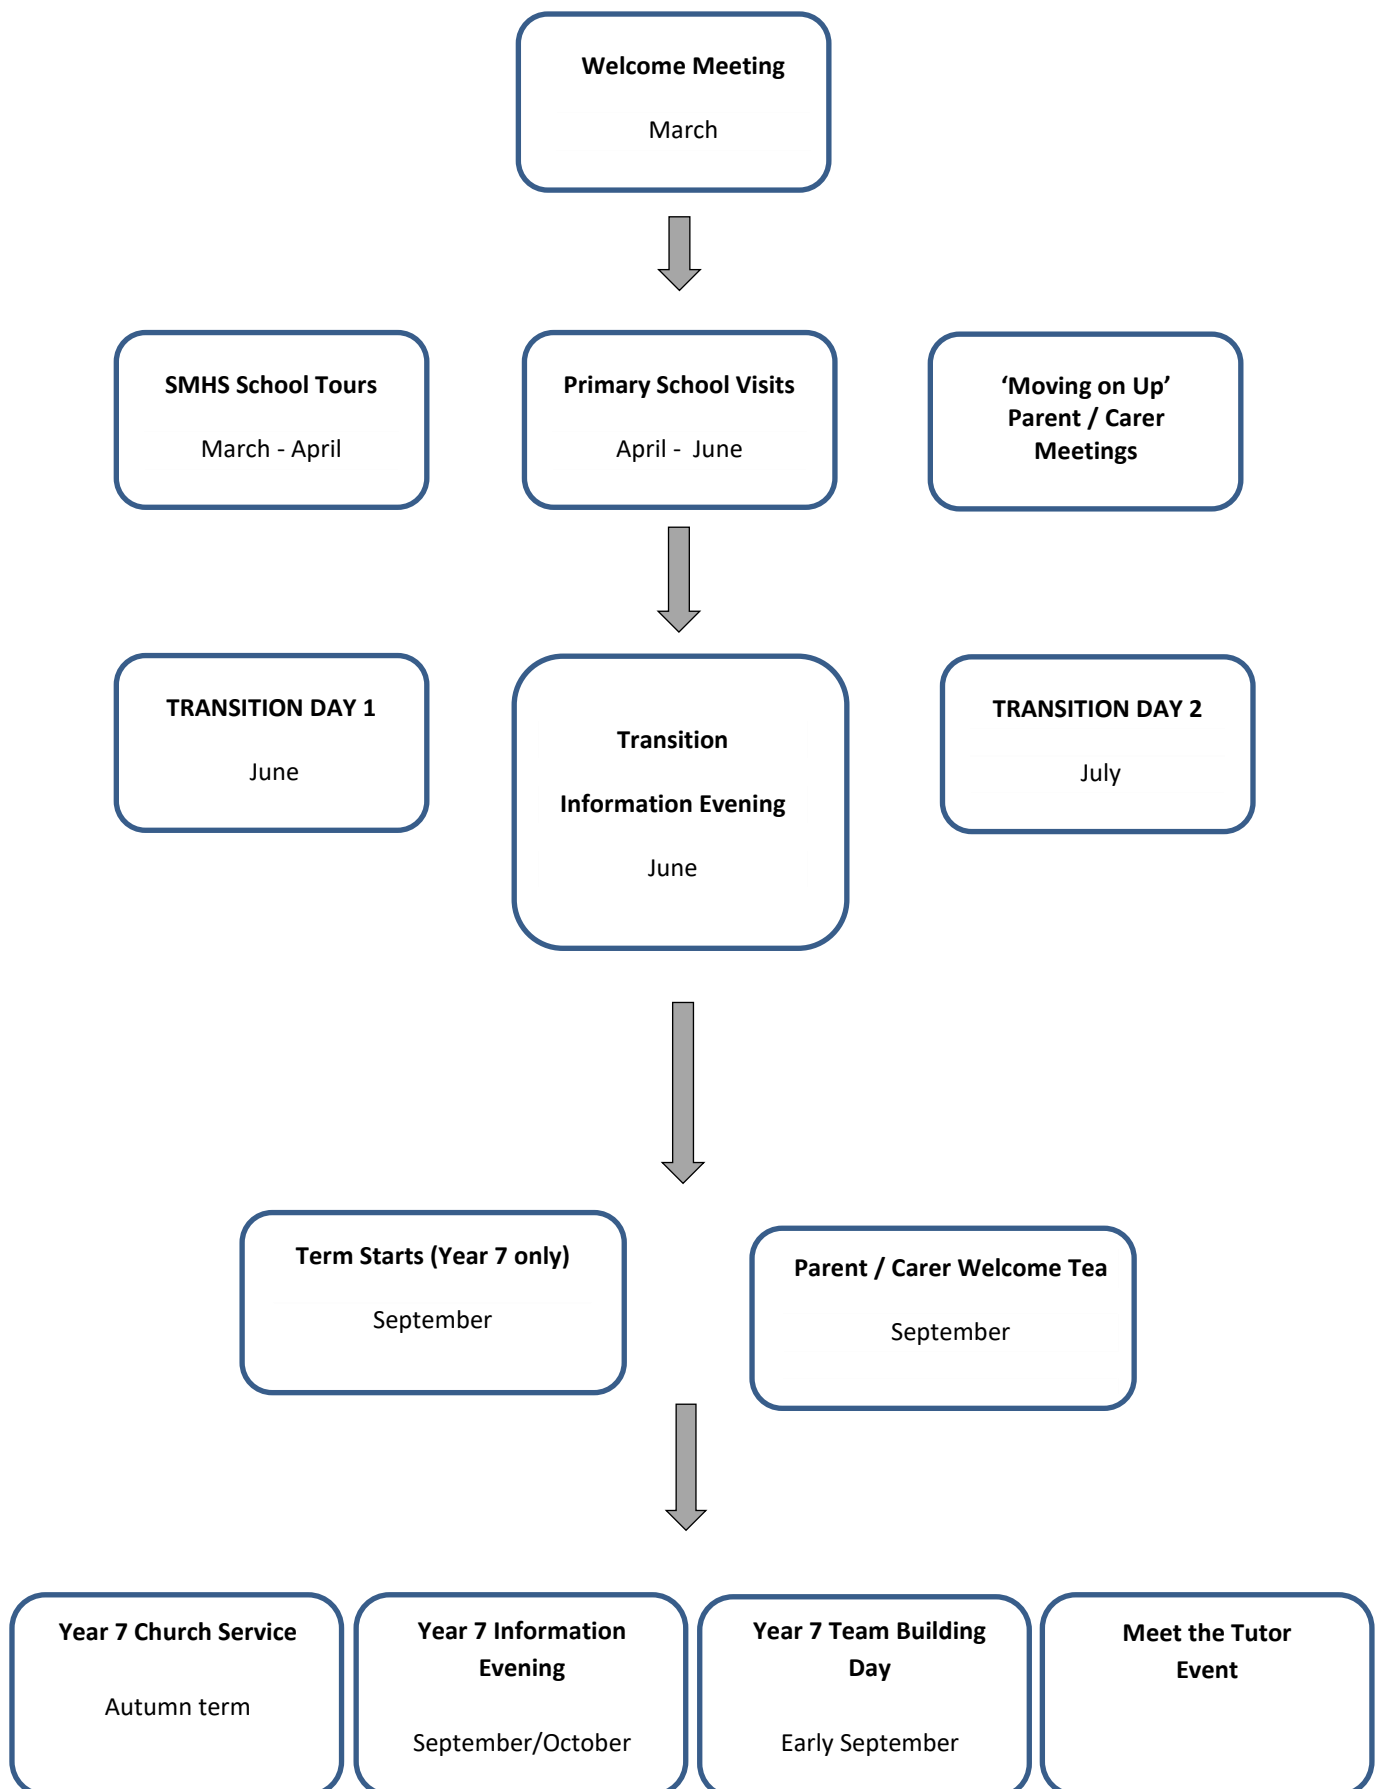 Welcome Meeting
March
SMHS School Tours
March - April
Primary School Visits
April -  June
‘Moving on Up’
Parent / Carer
Meetings
TRANSITION DAY 1
June
Transition
Information Evening
June
TRANSITION DAY 2
July
Term Starts (Year 7 only)
September
Parent / Carer Welcome Tea
September
Year 7 Church Service
Autumn term
Year 7 Information
Evening
September/October
Year 7 Team Building
Day
Early September
Meet the Tutor
Event